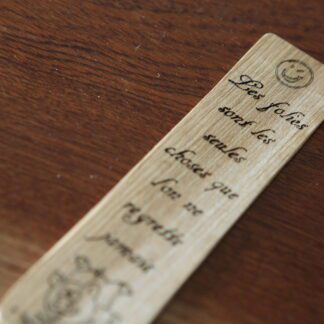 Les folies
sont les
seules
choses que
l'on ne
regrette
jamais